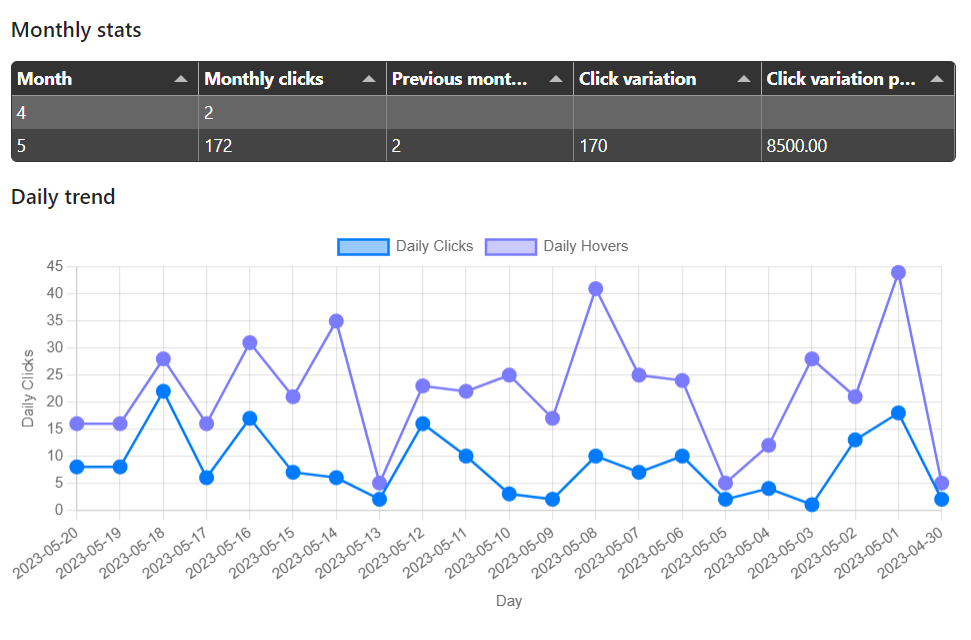 Monthly stats
Month Monthly clicks Previous mont... Click variation Click variation p...
4 2
5 172 2 170 8500.00
Daily trend
Daily Clicks Daily Hovers
45
40
35
30
25
20
15
10
5
0
Daily Clicks
2023-05-20 2023-05-19 2023-05-18 2023-05-17 2023-05-16 2023-05-15 2023-05-14 2023-05-13 2023-05-12 2023-05-11 2023-05-10 2023-05-09 2023-05-08 2023-05-07 2023-05-06 2023-05-05 2023-05-04 2023-05-03 2023-05-02 2023-05-01 2023-04-30
Day